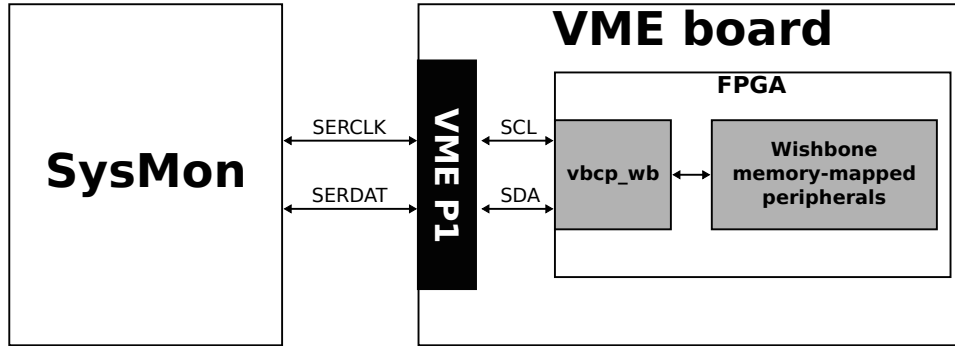 VME board
FPGA
SysMon
SERCLK
SERDAT
VME P1
SCL
SDA
vbcp_wb
Wishbone
memory-mapped
peripherals